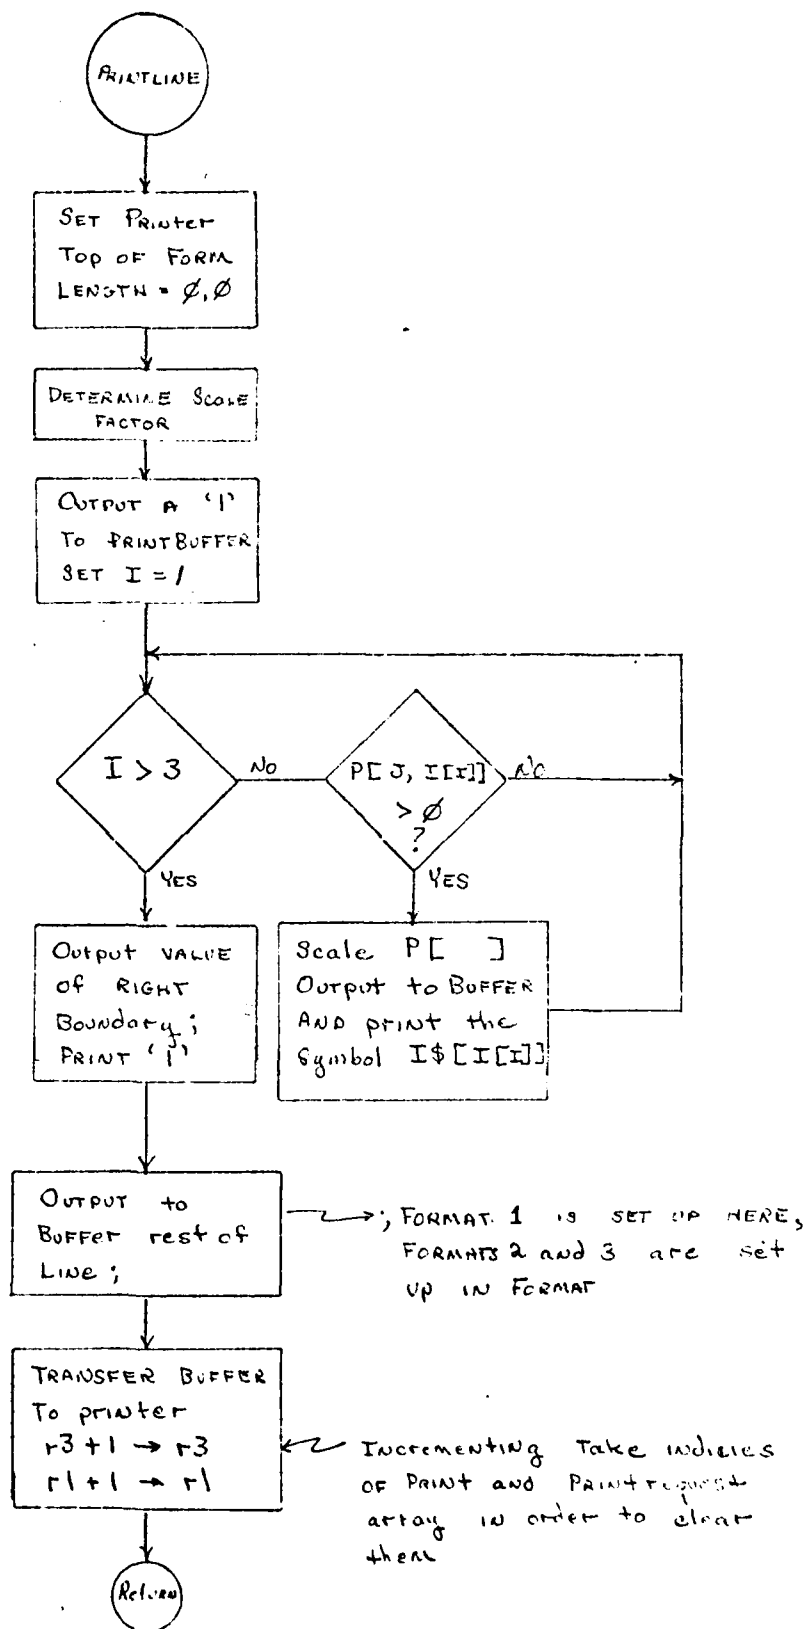 PRINTLINE
SET Printer
TOP OF FORM
LENGTH = Ø,Ø
DETERMINE SCALE
FACTOR
OUTPUT A '|'
TO PRINTBUFFER
SET I = 1
I > 3
NO
P[J, I[I]]
> Ø
?
NO
YES
YES
Output VALUE
OF RIGHT
Boundary;
PRINT '|'
Scale P[ ]
OUTPUT to BUFFER
AND print the
Symbol I$[I[I]]
OUTPUT to
BUFFER rest of
LINE;
; FORMAT 1 IS SET UP HERE,
FORMATS 2 and 3 are set
UP IN FORMAT
TRANSFER BUFFER
To printer
r3+1 → r3
r1+1 → r1
INCREMENTING Take indicies
OF PRINT AND PRINTrequest
array IN order to clear
them
Return